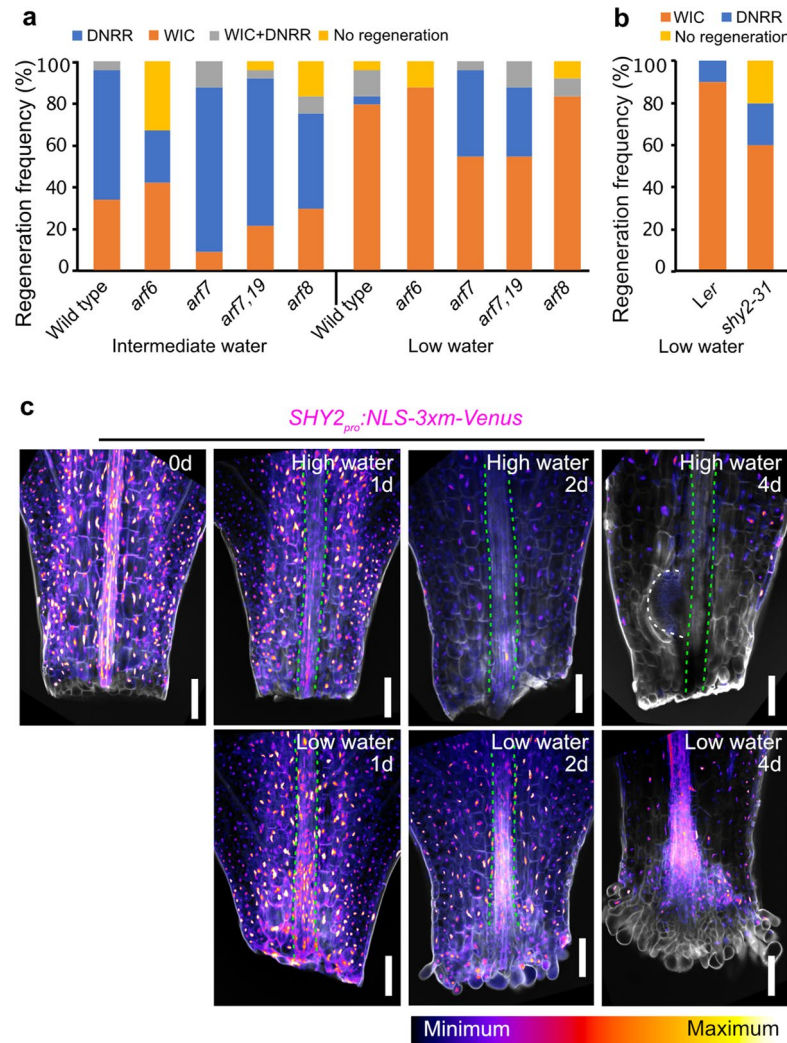 a
DNRR WIC WIC+DNRR No regeneration
Regeneration frequency (%)
100
80
60
40
20
0
Wild type arf6 arf7 arf7,19 arf8 Wild type arf6 arf7 arf7,19 arf8
Intermediate water Low water
b
WIC DNRR
No regeneration
Regeneration frequency (%)
100
80
60
40
20
0
Ler shy2-31
Low water
c
SHY2pro:NLS-3xm-Venus
0d
High water
1d
High water
2d
High water
4d
Low water
1d
Low water
2d
Low water
4d
Minimum Maximum